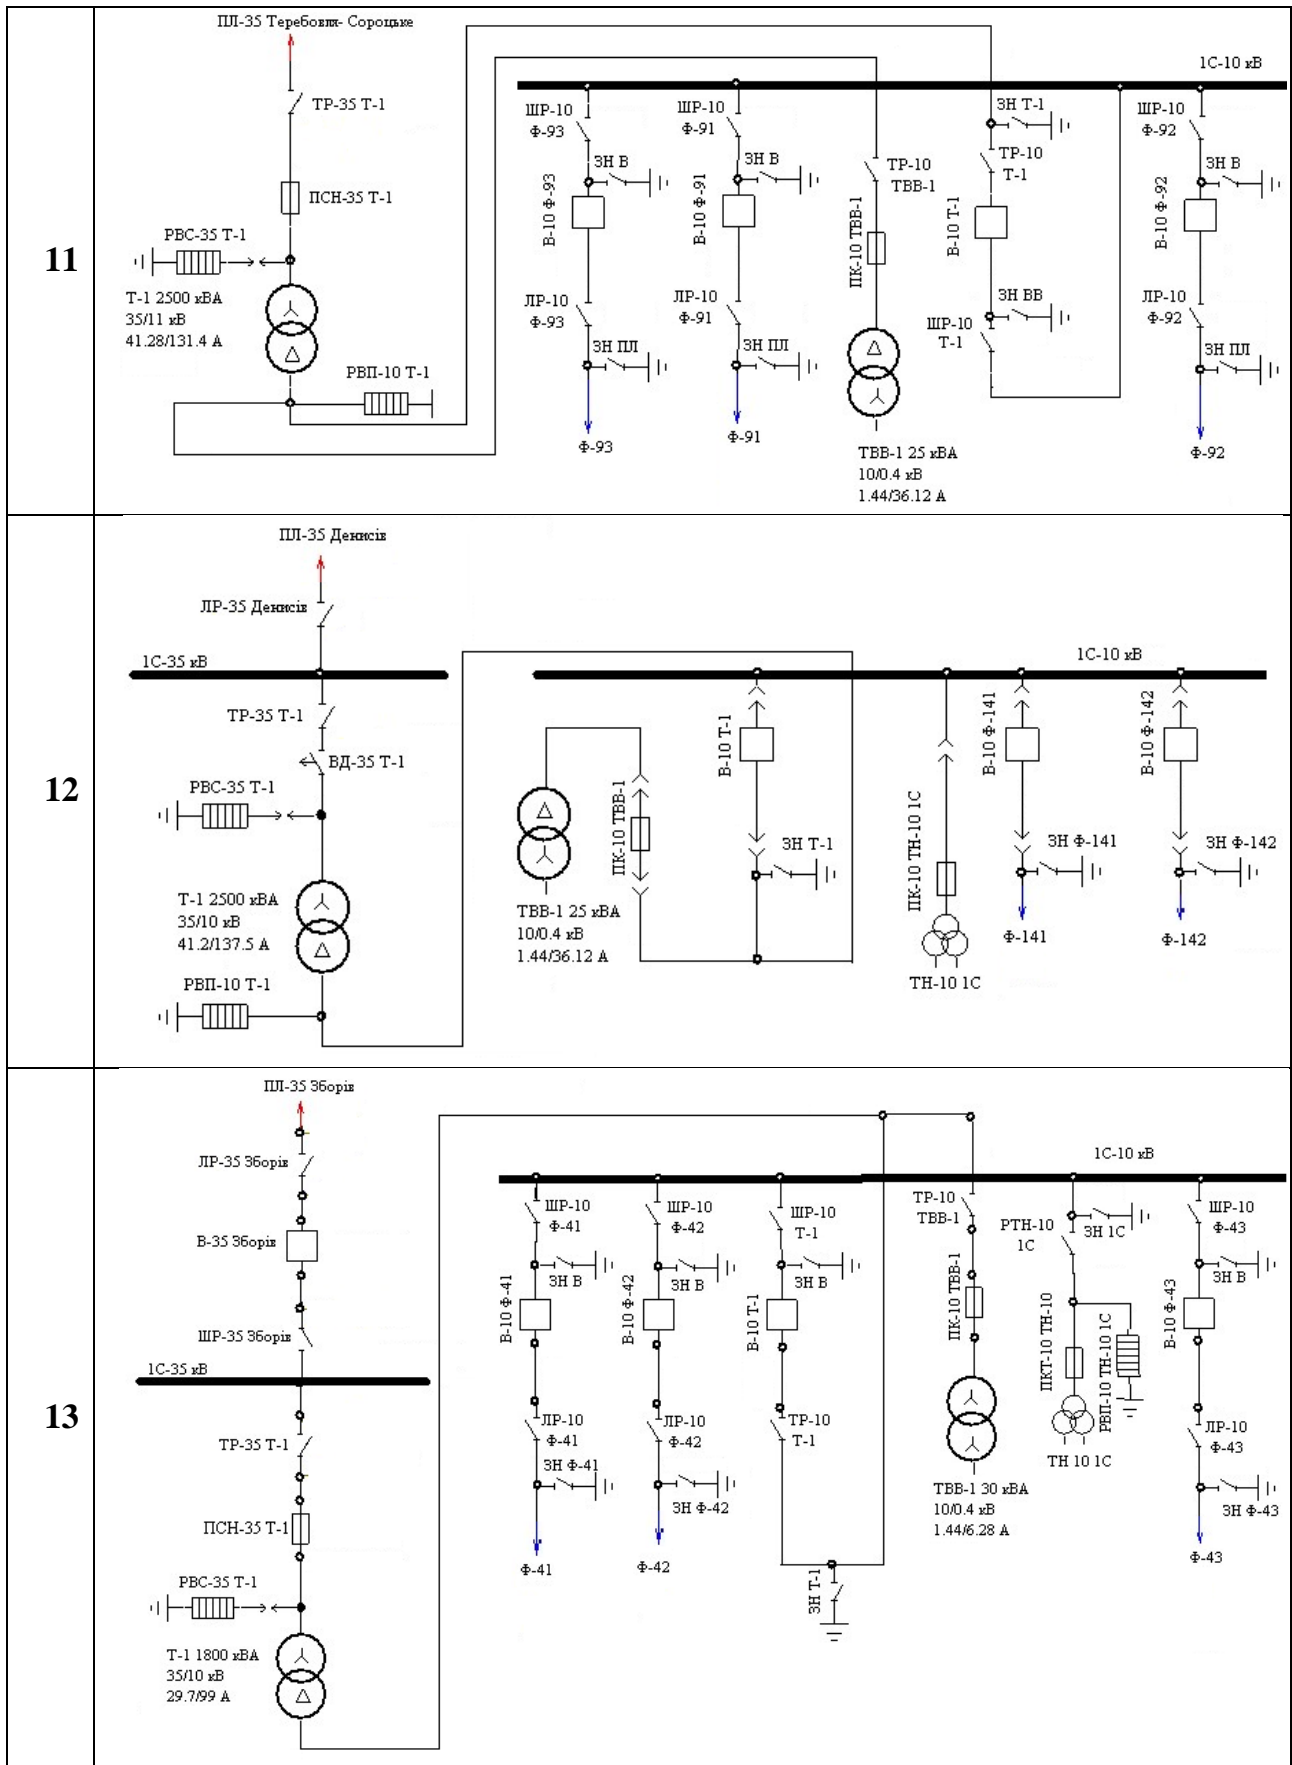 11
ПЛ-35 Теребовля- Сороцьке
ТР-35 Т-1
ПСН-35 Т-1
РВС-35 Т-1
Т-1 2500 кВА
35/11 кВ
41.28/131.4 А
РВП-10 Т-1
1С-10 кВ
ШР-10
Ф-93
ЗН В
В-10 Ф-93
ЛР-10
Ф-93
ЗН ПЛ
Ф-93
ШР-10
Ф-91
ЗН В
В-10 Ф-91
ЛР-10
Ф-91
ЗН ПЛ
Ф-91
ТР-10
ТВВ-1
ПК-10 ТВВ-1
ТВВ-1 25 кВА
10/0.4 кВ
1.44/36.12 А
ЗН Т-1
ТР-10
Т-1
В-10 Т-1
ЗН ВВ
ШР-10
Т-1
ШР-10
Ф-92
ЗН В
В-10 Ф-92
ЛР-10
Ф-92
ЗН ПЛ
Ф-92
12
ПЛ-35 Денисів
ЛР-35 Денисів
1С-35 кВ
ТР-35 Т-1
ВД-35 Т-1
РВС-35 Т-1
Т-1 2500 кВА
35/10 кВ
41.2/137.5 А
РВП-10 Т-1
1С-10 кВ
ТВВ-1 25 кВА
10/0.4 кВ
1.44/36.12 А
ПК-10 ТВВ-1
В-10 Т-1
ЗН Т-1
ПК-10 ТН-10 1С
ТН-10 1С
В-10 Ф-141
ЗН Ф-141
Ф-141
В-10 Ф-142
ЗН Ф-142
Ф-142
13
ПЛ-35 Зборів
ЛР-35 Зборів
В-35 Зборів
ШР-35 Зборів
1С-35 кВ
ТР-35 Т-1
ПСН-35 Т-1
РВС-35 Т-1
Т-1 1800 кВА
35/10 кВ
29.7/99 А
1С-10 кВ
ШР-10
Ф-41
ЗН В
В-10 Ф-41
ЛР-10
Ф-41
ЗН Ф-41
Ф-41
ШР-10
Ф-42
ЗН В
В-10 Ф-42
ЛР-10
Ф-42
ЗН Ф-42
Ф-42
ШР-10
Т-1
ЗН В
В-10 Т-1
ТР-10
Т-1
ЗН Т-1
ТР-10
ТВВ-1
ПК-10 ТВВ-1
ТВВ-1 30 кВА
10/0.4 кВ
1.44/6.28 А
РТН-10
1С
ЗН 1С
ПКТ-10 ТН-10
РВП-10 ТН-10 1С
ТН 10 1С
ШР-10
Ф-43
ЗН В
В-10 Ф-43
ЛР-10
Ф-43
ЗН Ф-43
Ф-43